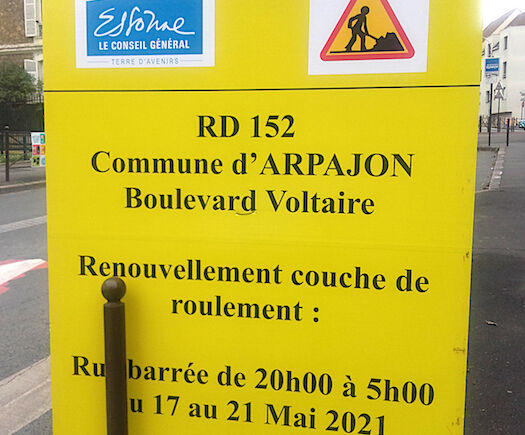 Essonne
LE CONSEIL GÉNÉRAL
TERRE D'AVENIRS
RD 152
Commune d'ARPAJON
Boulevard Voltaire
Renouvellement couche de
roulement :
barrée de 20h00 à 5h00
17 au 21 Mai 2021